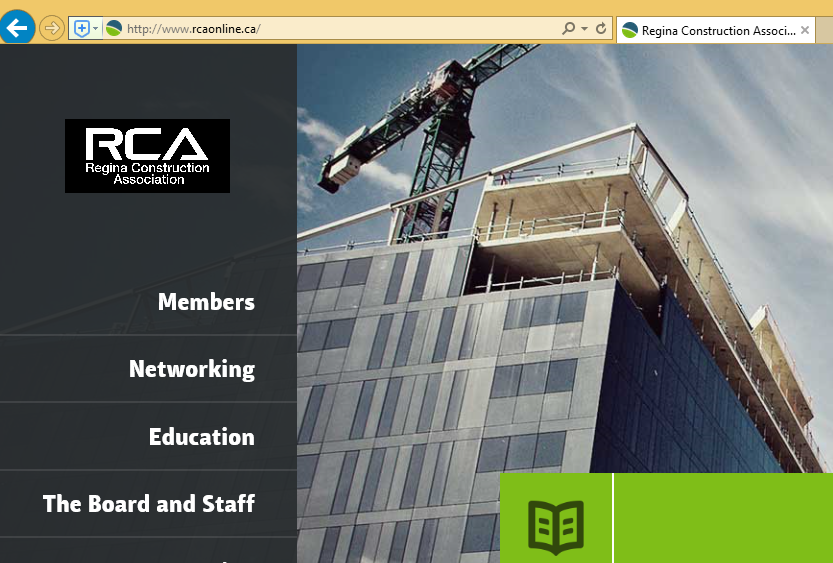 http://www.rcaonline.ca/
Regina Construction Associ...
RCA
Regina Construction
Association
Members
Networking
Education
The Board and Staff